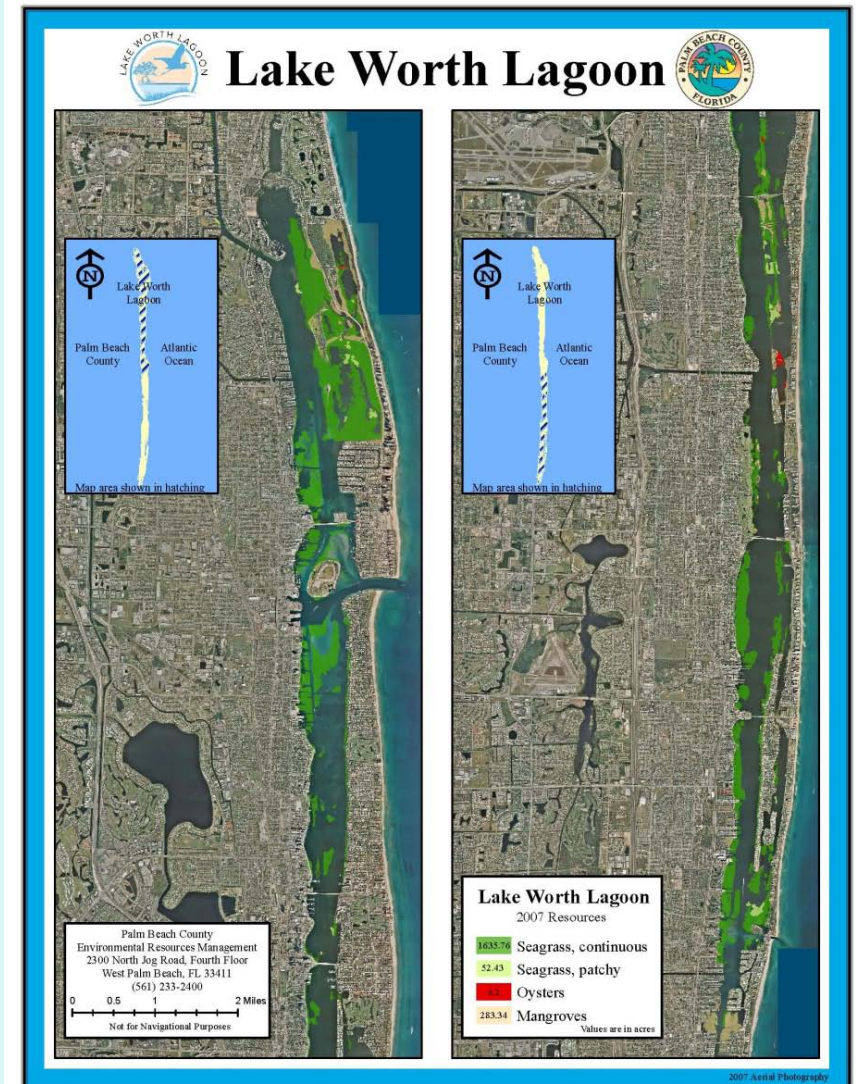 LAKE WORTH LAGOON
Lake Worth Lagoon
PALM BEACH COUNTY
FLORIDA
N
Lake Worth
Lagoon
Palm Beach
County
Atlantic
Ocean
Map area shown in hatching
Palm Beach County
Environmental Resources Management
2300 North Jog Road, Fourth Floor
West Palm Beach, FL 33411
(561) 233-2400
0 0.5 1 2 Miles
Not for Navigational Purposes
N
Lake Worth
Lagoon
Palm Beach
County
Atlantic
Ocean
Map area shown in hatching
Lake Worth Lagoon
2007 Resources
1635.76 Seagrass, continuous
52.43 Seagrass, patchy
Oysters
283.34 Mangroves
Values are in acres
2007 Aerial Photography